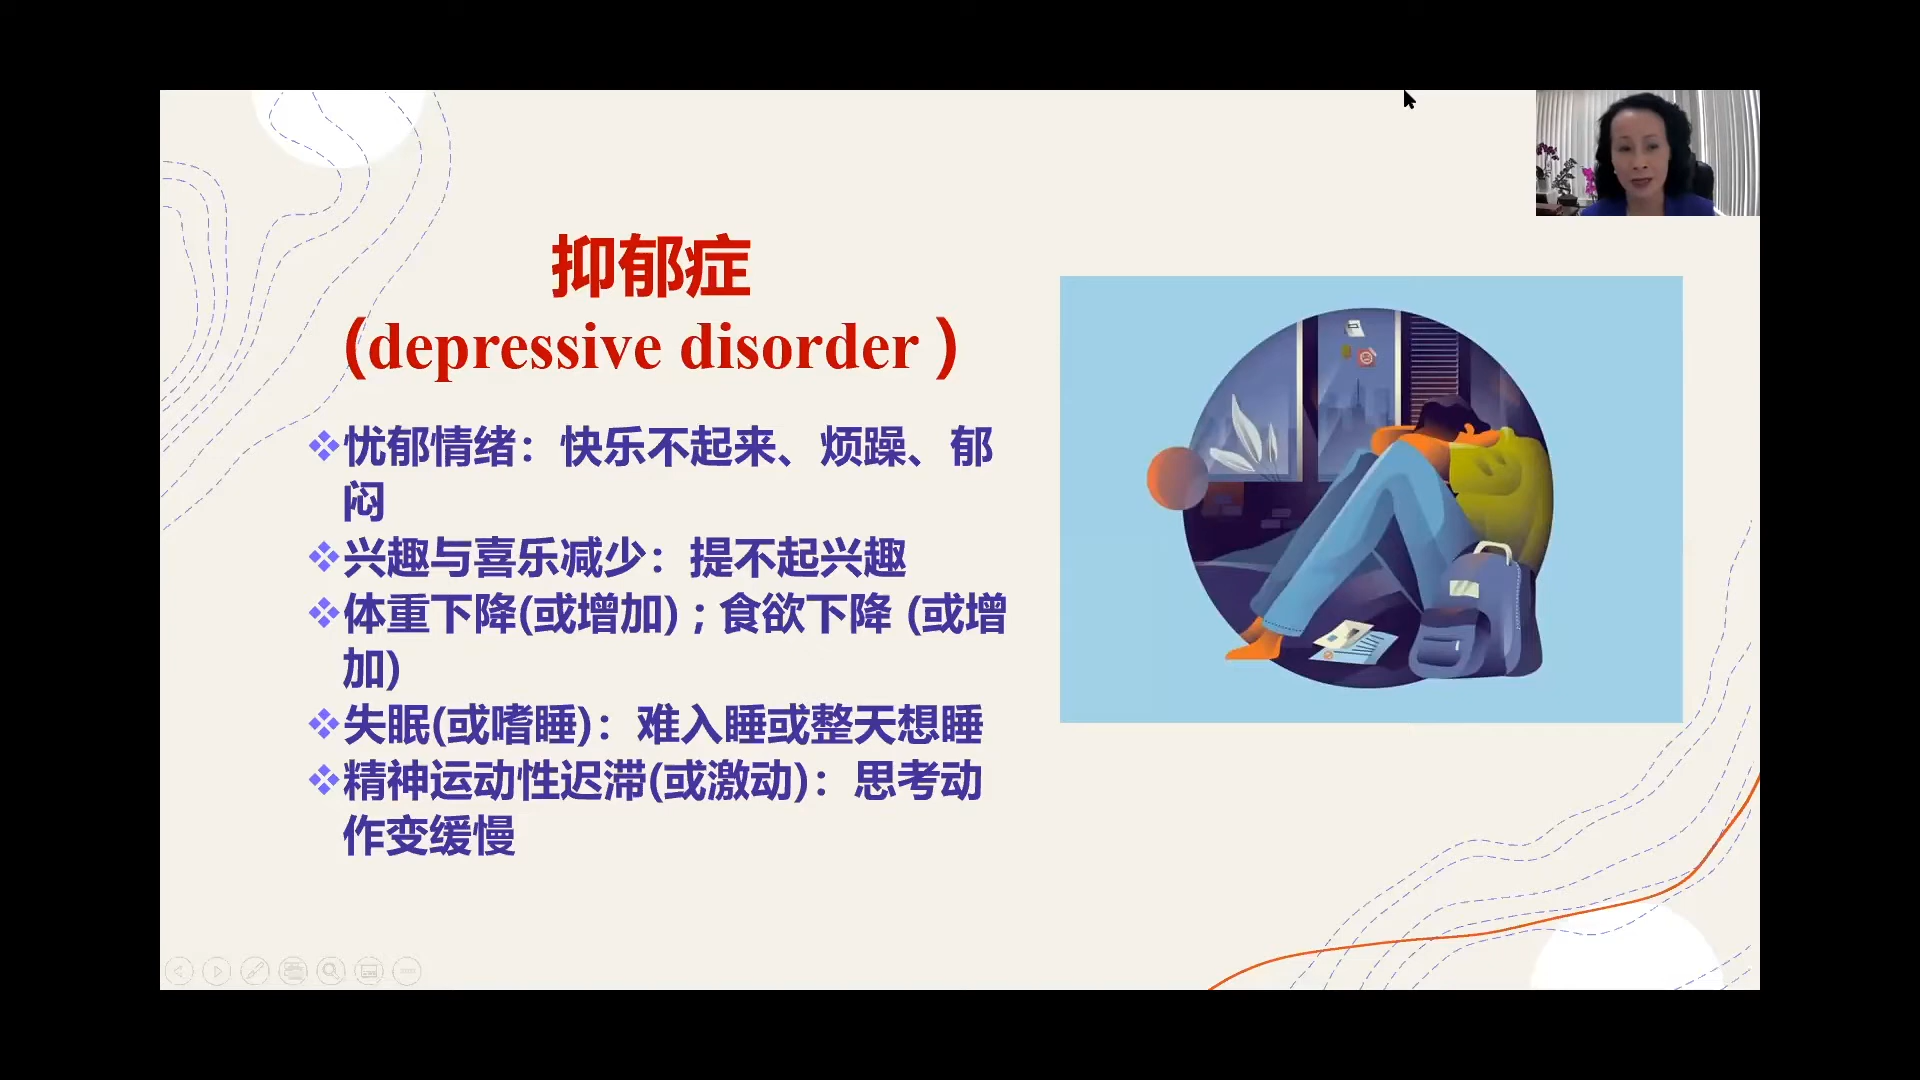 抑郁症
(depressive disorder )
❖忧郁情绪：快乐不起来、烦躁、郁
闷
❖兴趣与喜乐减少：提不起兴趣
❖体重下降(或增加) ; 食欲下降 (或增
加)
❖失眠(或嗜睡)：难入睡或整天想睡
❖精神运动性迟滞(或激动)：思考动
作变缓慢